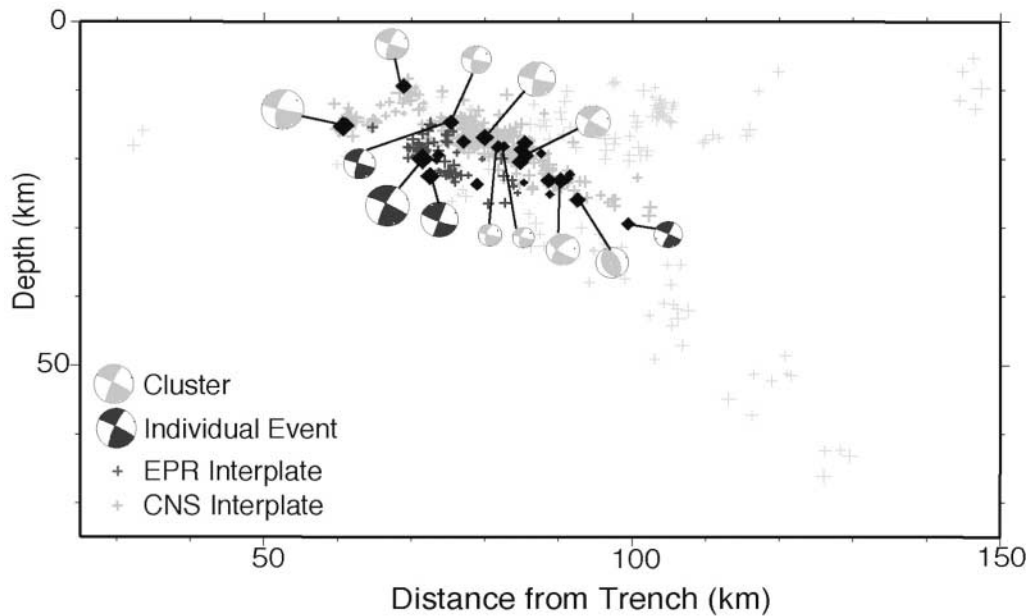 0
50
Depth (km)
Cluster
Individual Event
EPR Interplate
CNS Interplate
50
100
150
Distance from Trench (km)